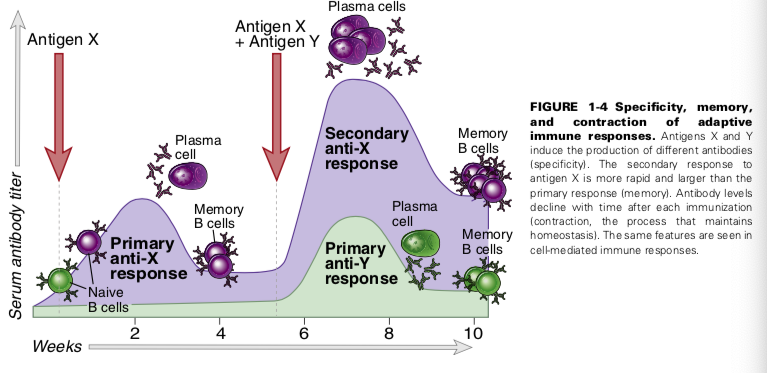 Plasma cells
Antigen X
Antigen X
+ Antigen Y
Plasma
cell
Secondary
anti-X
response
Memory
B cells
Memory
B cells
Plasma
cell
Primary
anti-X
response
Primary
anti-Y
response
Memory
B cells
Naive
B cells
Serum antibody titer
2
4
6
8
10
Weeks
FIGURE 1-4 Specificity, memory,
and contraction of adaptive
immune responses. Antigens X and Y
induce the production of different antibodies
(specificity). The secondary response to
antigen X is more rapid and larger than the
primary response (memory). Antibody levels
decline with time after each immunization
(contraction, the process that maintains
homeostasis). The same features are seen in
cell-mediated immune responses.